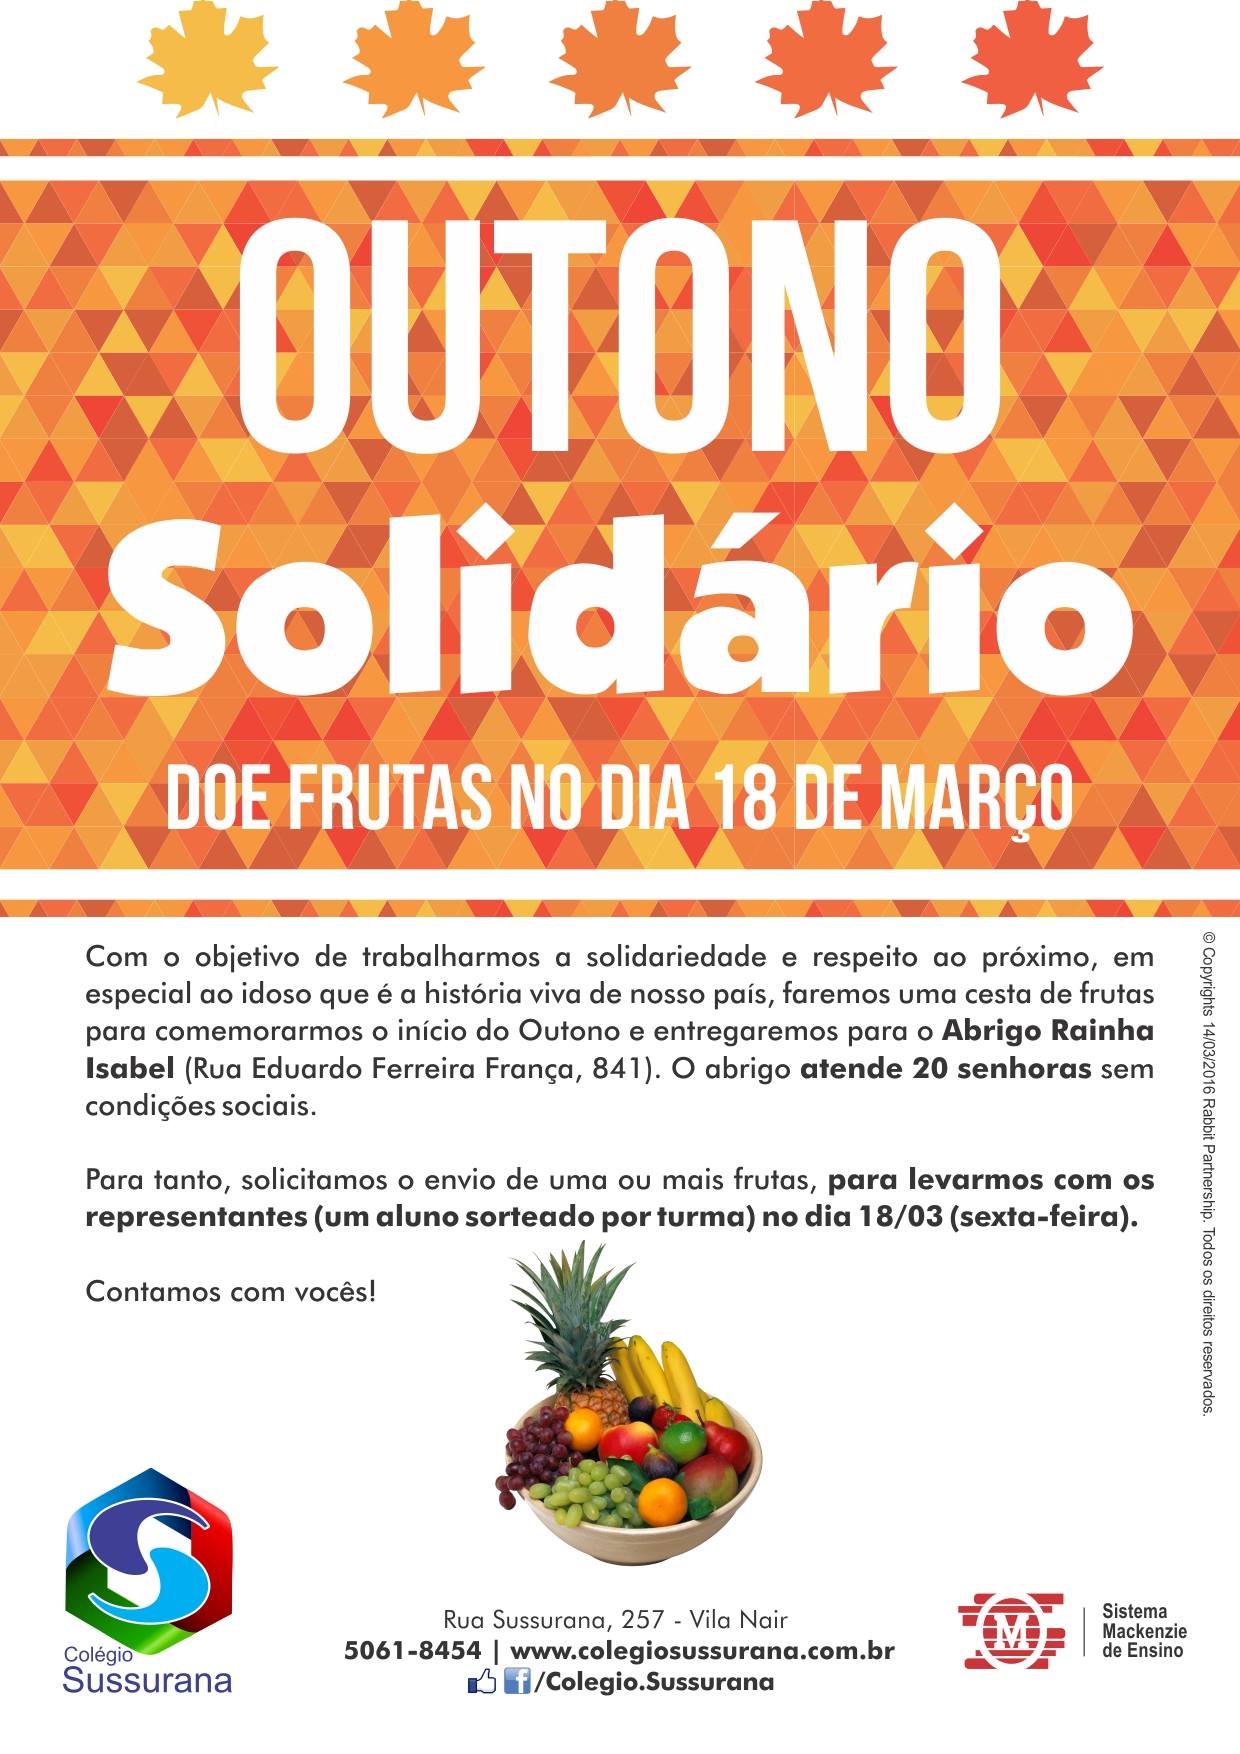 OUTONO
Solidário
DOE FRUTAS NO DIA 18 DE MARÇO
Com o objetivo de trabalharmos a solidariedade e respeito ao próximo, em
especial ao idoso que é a história viva de nosso país, faremos uma cesta de frutas
para comemorarmos o início do Outono e entregaremos para o Abrigo Rainha
Isabel (Rua Eduardo Ferreira França, 841). O abrigo atende 20 senhoras sem
condições sociais.
Para tanto, solicitamos o envio de uma ou mais frutas, para levarmos com os
representantes (um aluno sorteado por turma) no dia 18/03 (sexta-feira).
Contamos com vocês!
© Copyrights 14/03/2016 Rabbit Partnership. Todos os direitos reservados.
Colégio
Sussurana
Rua Sussurana, 257 - Vila Nair
5061-8454 | www.colegiosussurana.com.br
f /Colegio.Sussurana
M
Sistema
Mackenzie
de Ensino